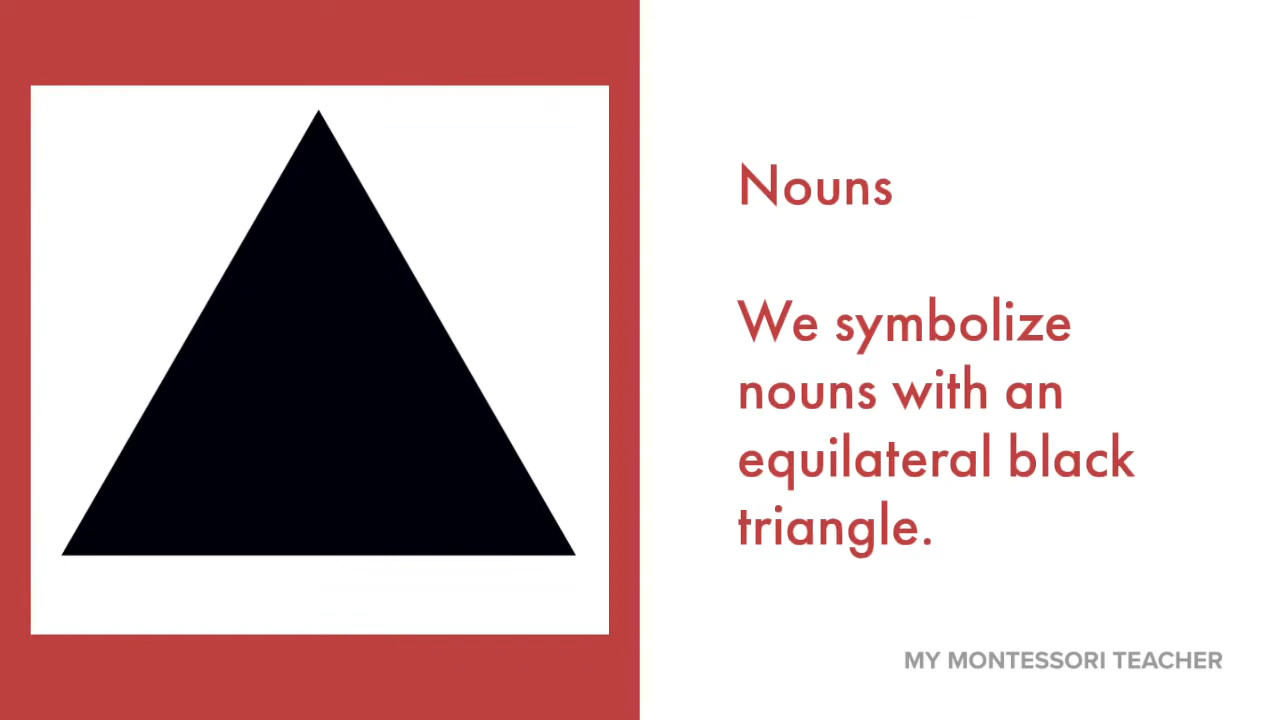 Nouns
We symbolize
nouns with an
equilateral black
triangle.
MY MONTESSORI TEACHER